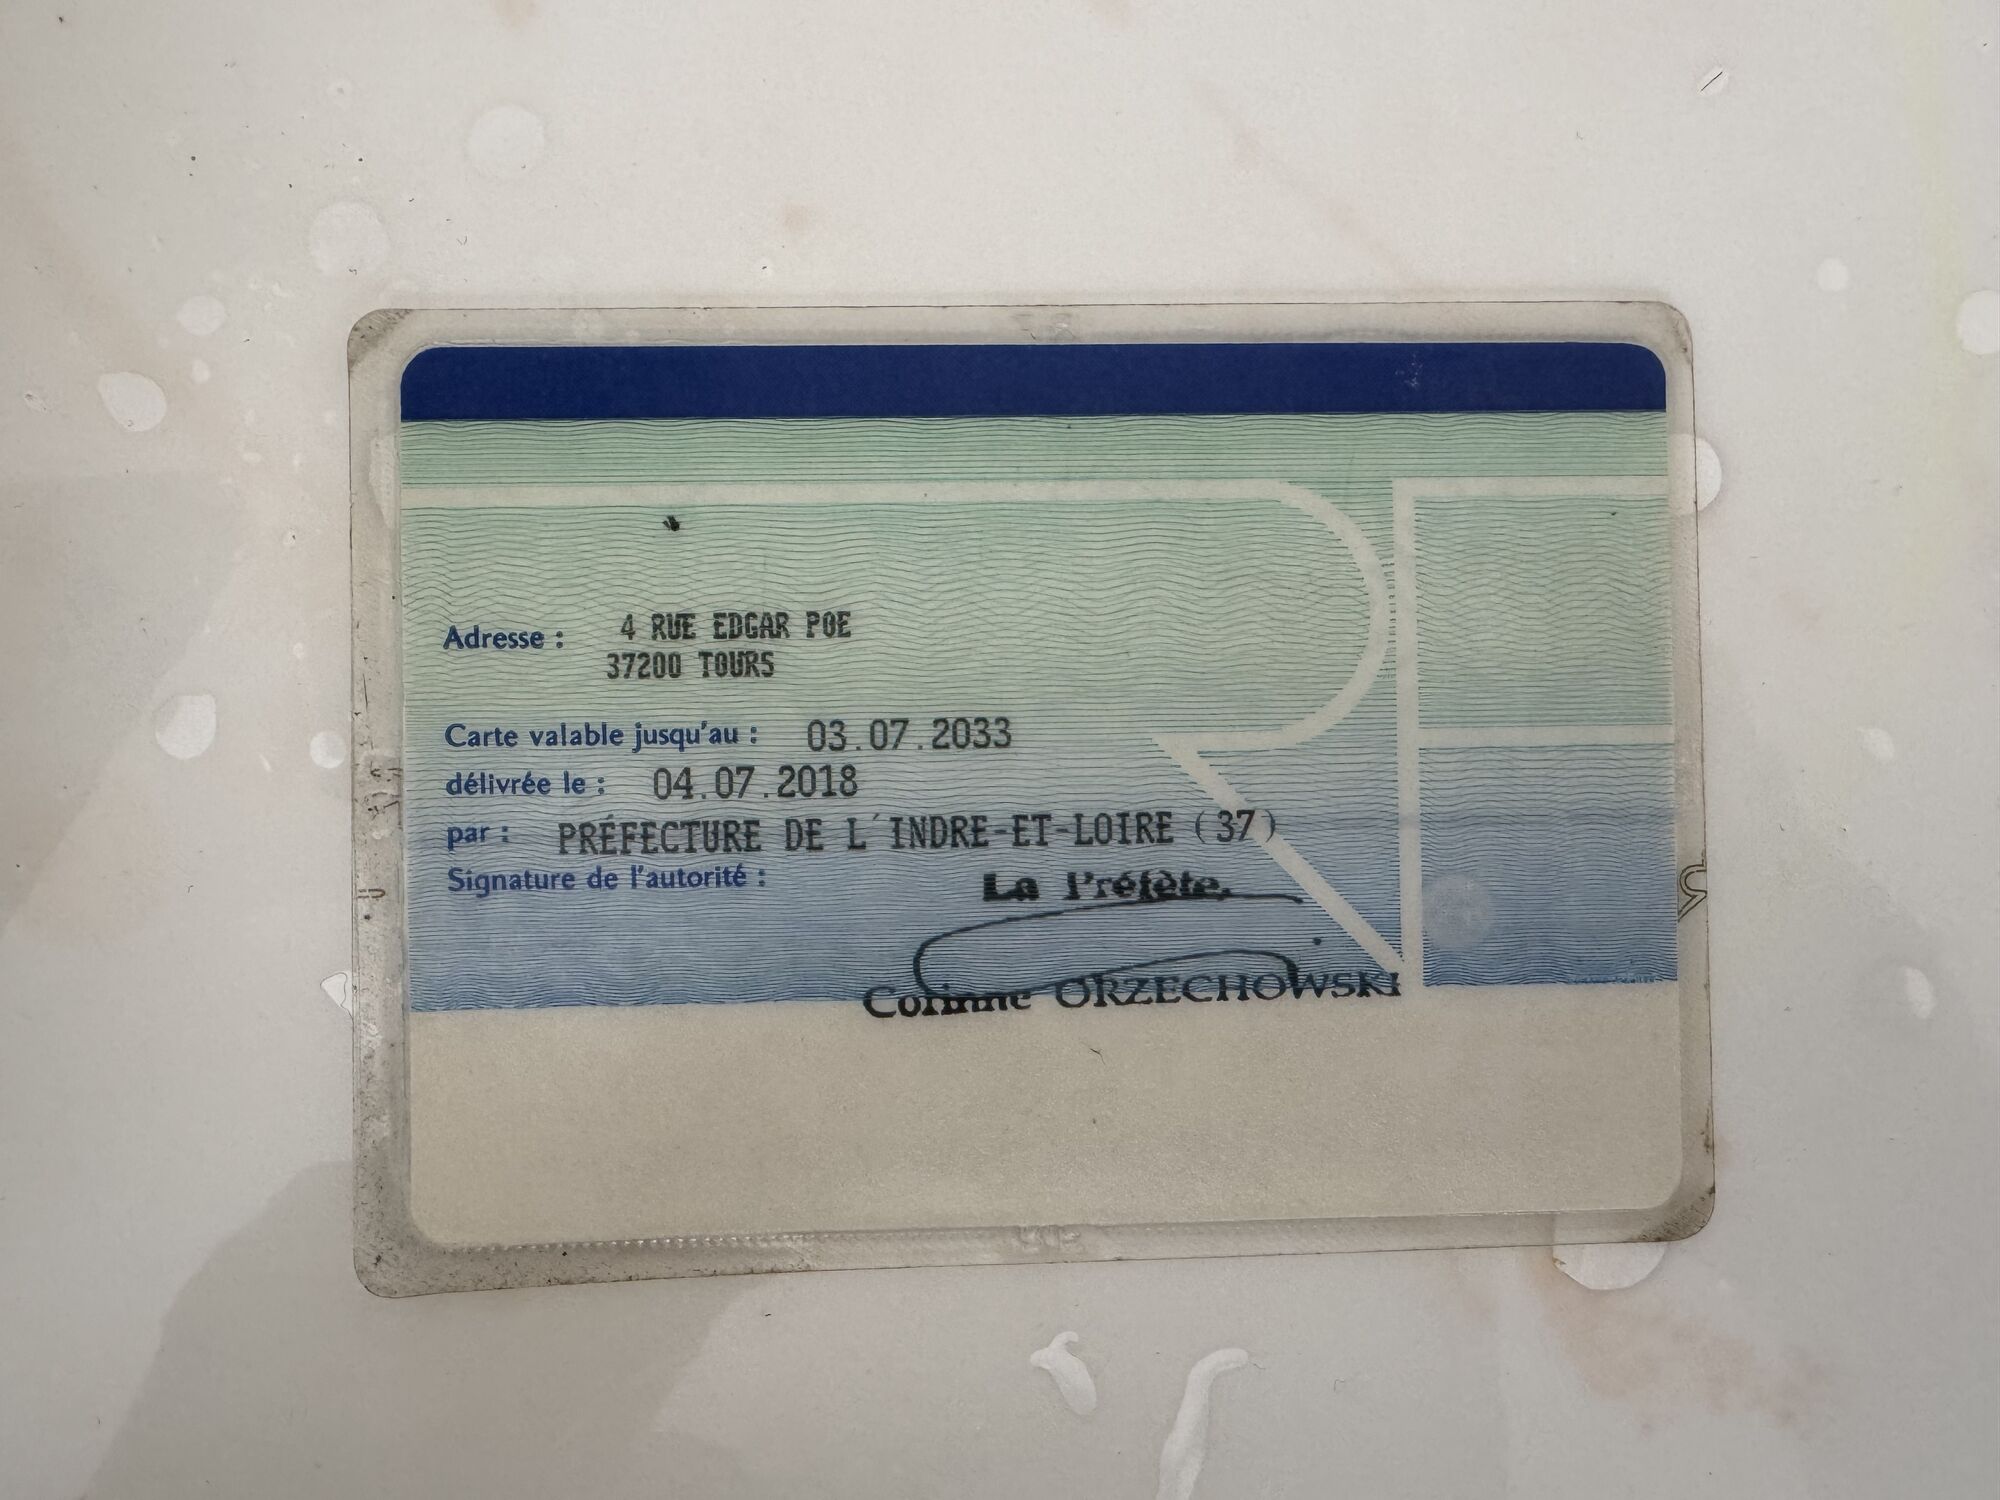 Adresse : 4 RUE EDGAR POE
37200 TOURS
Carte valable jusqu'au : 03.07.2033
délivrée le : 04.07.2018
par : PRÉFECTURE DE L´INDRE-ET-LOIRE (37)
Signature de l'autorité :
La Préfète,
Corinne ORZECHOWSKI
RF